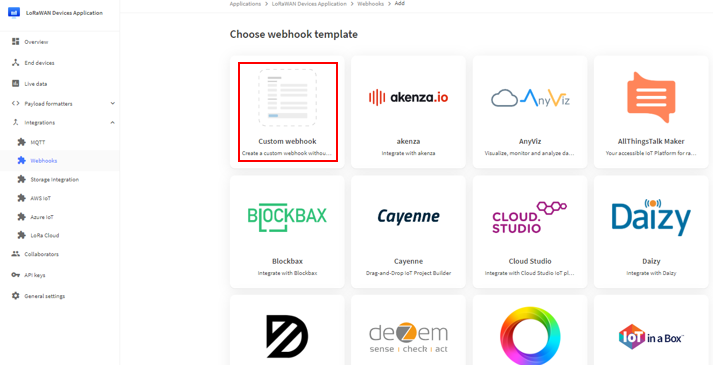 Applications > LoRaWAN Devices Application > Webhooks > Add
LoRaWAN Devices Application
Overview
End devices
Live data
Payload formatters
Integrations
MQTT
Webhooks
Storage Integration
AWS IoT
Azure IoT
LoRa Cloud
Collaborators
API keys
General settings
Choose webhook template
Custom webhook
Create a custom webhook withou...
akenza.io
akenza
Integrate with akenza
AnyViz
AnyViz
Visualize, monitor and analyze da...
AllThingsTalk Maker
Your accessible IoT Platform for ra...
BLOCKBAX
Blockbax
Integrate with Blockbax
Cayenne
Cayenne
Drag-and-Drop IoT Project Builder
CLOUD.
STUDIO
Cloud Studio
Integrate with Cloud Studio IoT pl...
Daizy
Daizy
Integrate with Daizy
deZem
sense : check : act
IoT in a Box